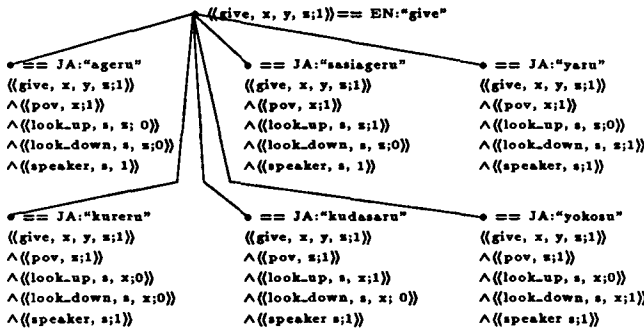 ⟨⟨give, x, y, z;1⟩⟩== EN:"give"
== JA:"ageru"
⟨⟨give, x, y, z;1⟩⟩
∧⟨⟨pov, x;1⟩⟩
∧⟨⟨look_up, s, z; 0⟩⟩
∧⟨⟨look_down, s, z;0⟩⟩
∧⟨⟨speaker, s, 1⟩⟩
== JA:"sasiageru"
⟨⟨give, x, y, z;1⟩⟩
∧⟨⟨pov, x;1⟩⟩
∧⟨⟨look_up, s, z;1⟩⟩
∧⟨⟨look_down, s, z;0⟩⟩
∧⟨⟨speaker, s, 1⟩⟩
== JA:"yaru"
⟨⟨give, x, y, z;1⟩⟩
∧⟨⟨pov, x;1⟩⟩
∧⟨⟨look_up, s, z;0⟩⟩
∧⟨⟨look_down, s, z;1⟩⟩
∧⟨⟨speaker, s;1⟩⟩
== JA:"kureru"
⟨⟨give, x, y, z;1⟩⟩
∧⟨⟨pov, z;1⟩⟩
∧⟨⟨look_up, s, x;0⟩⟩
∧⟨⟨look_down, s, x;0⟩⟩
∧⟨⟨speaker, s;1⟩⟩
== JA:"kudasaru"
⟨⟨give, x, y, z;1⟩⟩
∧⟨⟨pov, z;1⟩⟩
∧⟨⟨look_up, s, x;1⟩⟩
∧⟨⟨look_down, s, x; 0⟩⟩
∧⟨⟨speaker s;1⟩⟩
== JA:"yokosu"
⟨⟨give, x, y, z;1⟩⟩
∧⟨⟨pov, z;1⟩⟩
∧⟨⟨look_up, s, x;0⟩⟩
∧⟨⟨look_down, s, x;1⟩⟩
∧⟨⟨speaker s;1⟩⟩